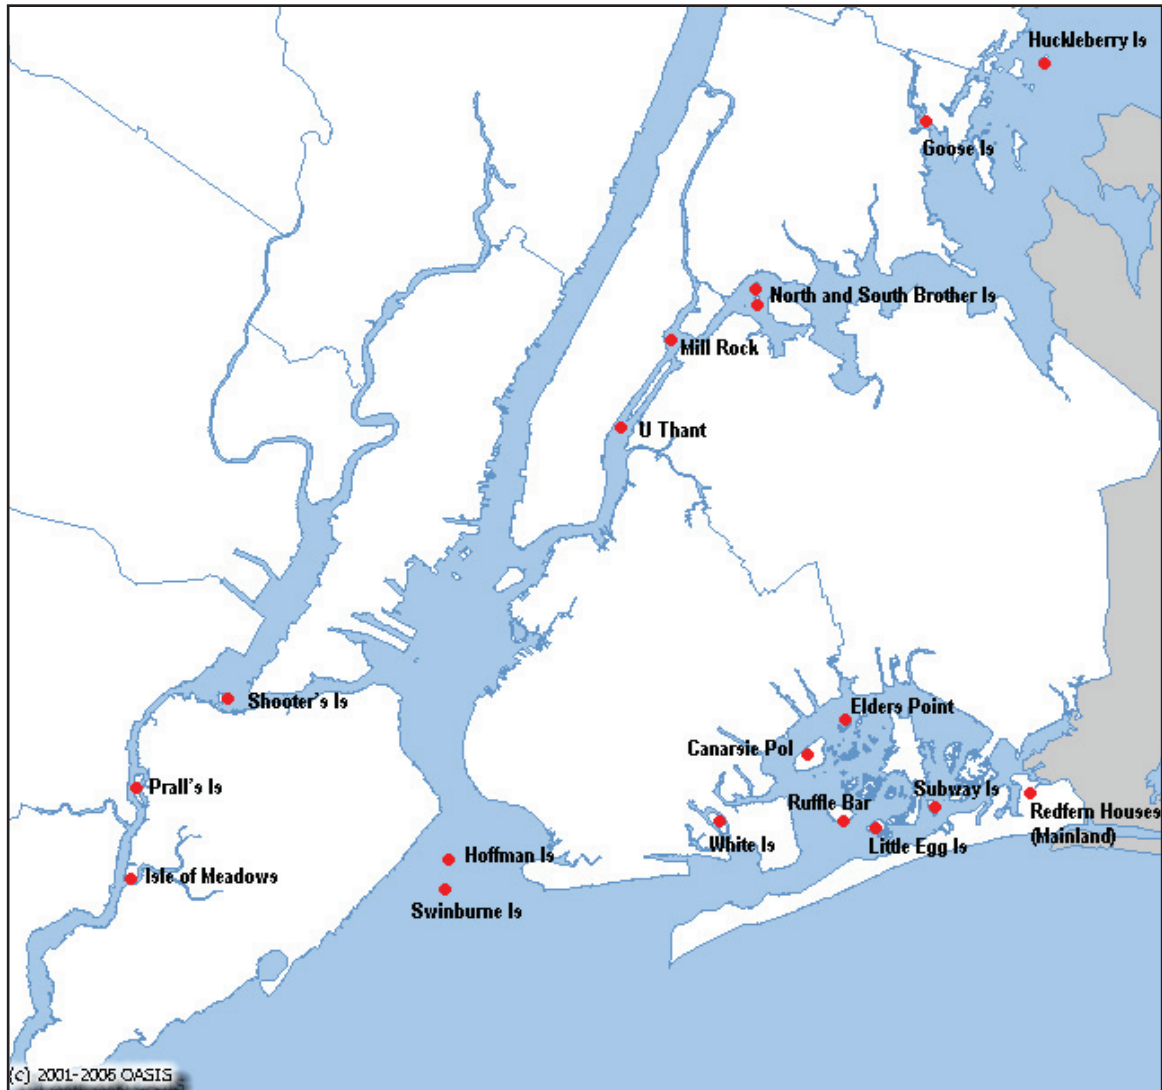 Huckleberry Is
Goose Is
North and South Brother Is
Mill Rock
U Thant
Shooter's Is
Elders Point
Canarsie Pol
Prall's Is
Subway Is
Ruffle Bar
Redfern Houses
(Mainland)
White Is
Little Egg Is
Hoffman Is
Isle of Meadows
Swinburne Is
(c) 2001-2006 OASIS